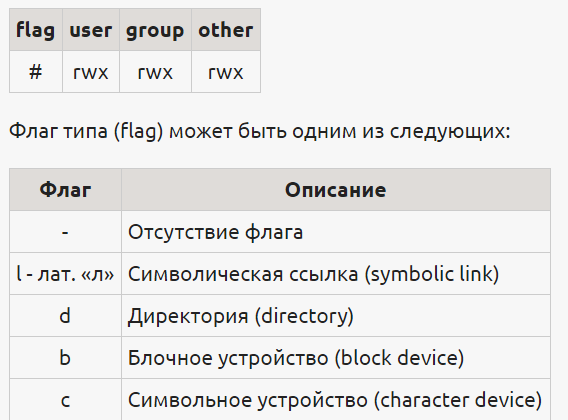 flag user group other
# rwx rwx rwx
Флаг типа (flag) может быть одним из следующих:
Флаг Описание
- Отсутствие флага
l - лат. «л» Символическая ссылка (symbolic link)
d Директория (directory)
b Блочное устройство (block device)
c Символьное устройство (character device)